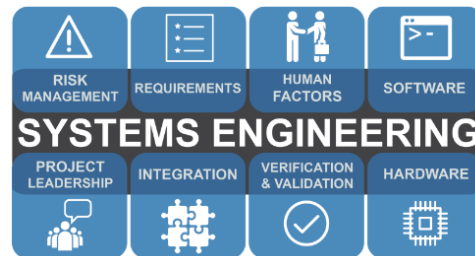 RISK
MANAGEMENT
REQUIREMENTS
HUMAN
FACTORS
SOFTWARE
>-
SYSTEMS ENGINEERING
PROJECT
LEADERSHIP
INTEGRATION
VERIFICATION
& VALIDATION
HARDWARE